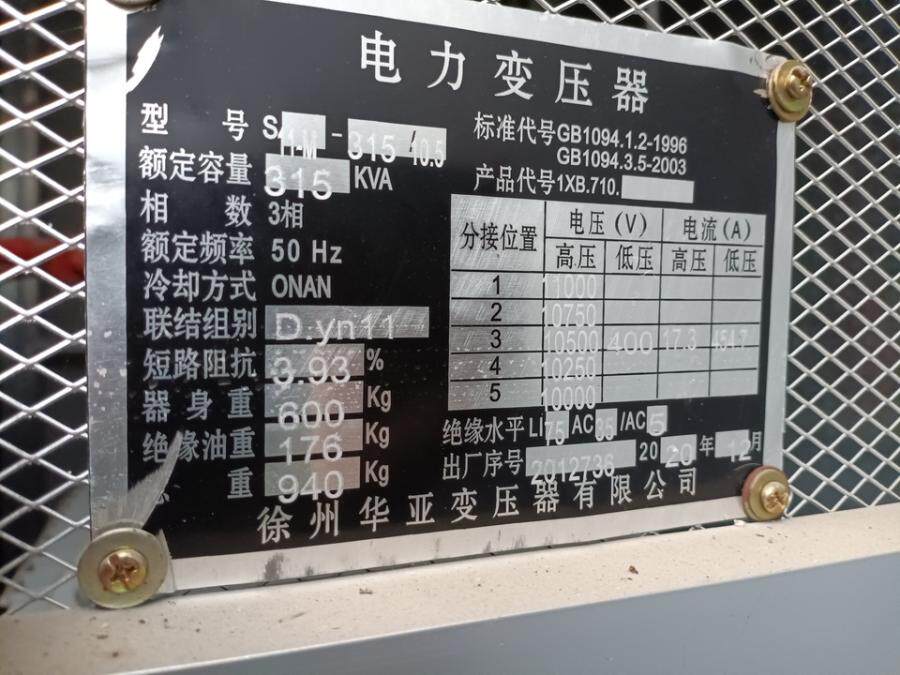 电力变压器
型 号 S11-M - 315 /10.5
标准代号GB1094.1.2-1996
GB1094.3.5-2003
额定容量 315 KVA
产品代号1XB.710.
相 数 3相
额定频率 50 Hz
冷却方式 ONAN
联结组别 D.yn11
短路阻抗 3.93 %
器身重 600 Kg
绝缘油重 176 Kg
重 940 Kg
分接位置 电压(V) 电流(A)
高压 低压 高压 低压
1 11000
2 10750
3 10500 400 17.3 454.7
4 10250
5 10000
绝缘水平LI75AC35/AC5
出厂序号 2012736 2020年12月
徐州华亚变压器有限公司